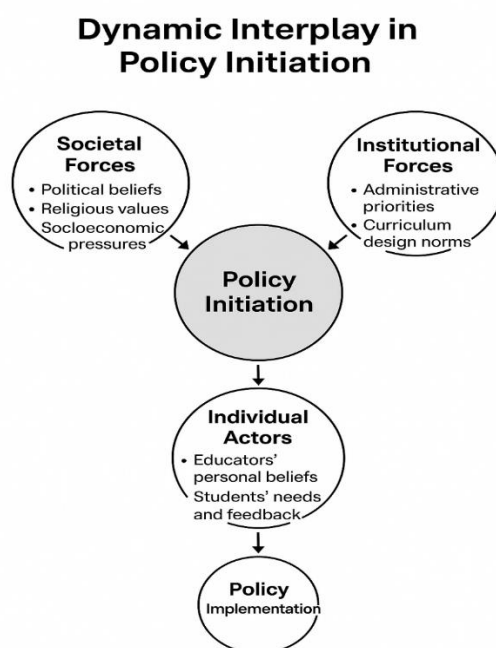 Dynamic Interplay in
Policy Initiation
Societal
Forces
• Political beliefs
• Religious values
Socloeconomic
pressures
Institutional
Forces
• Administrative
priorities
• Curriculum
design norms
Policy
Initiation
Individual
Actors
• Educators’
personal beliefs
Students’ needs
and feedback
Policy
Implementation